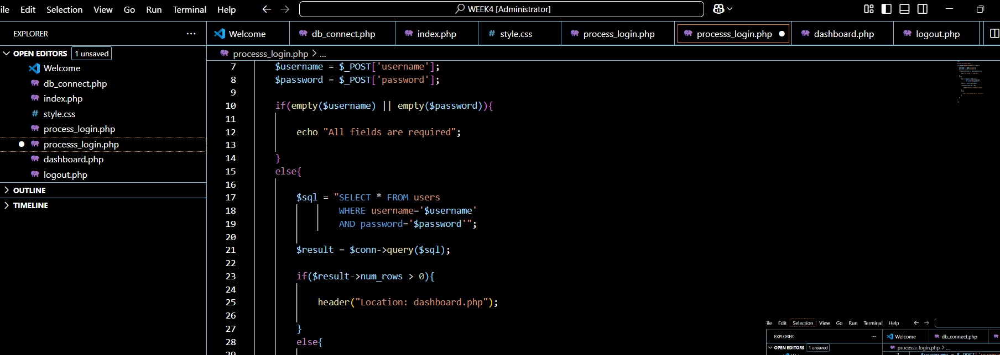 ile Edit Selection View Go Run Terminal Help WEEK4 [Administrator]
EXPLORER ...
Welcome db_connect.php index.php # style.css process_login.php processs_login.php dashboard.php logout.php
OPEN EDITORS 1 unsaved
Welcome
db_connect.php
index.php
# style.css
process_login.php
processs_login.php
dashboard.php
logout.php
OUTLINE
TIMELINE
processs_login.php > ...
7 $username = $_POST['username'];
8 $password = $_POST['password'];
9
10 if(empty($username) || empty($password)){
11
12 echo "All fields are required";
13
14 }
15 else{
16
17 $sql = "SELECT * FROM users
18 WHERE username='$username'
19 AND password='$password'";
20
21 $result = $conn->query($sql);
22
23 if($result->num_rows > 0){
24
25 header("Location: dashboard.php");
26
27 }
28 else{
29
ile Edit Selection View Go Run Terminal Help
EXPLORER ... Welcome db_connect.php
OPEN EDITORS 1 unsaved processs_login.php > ...